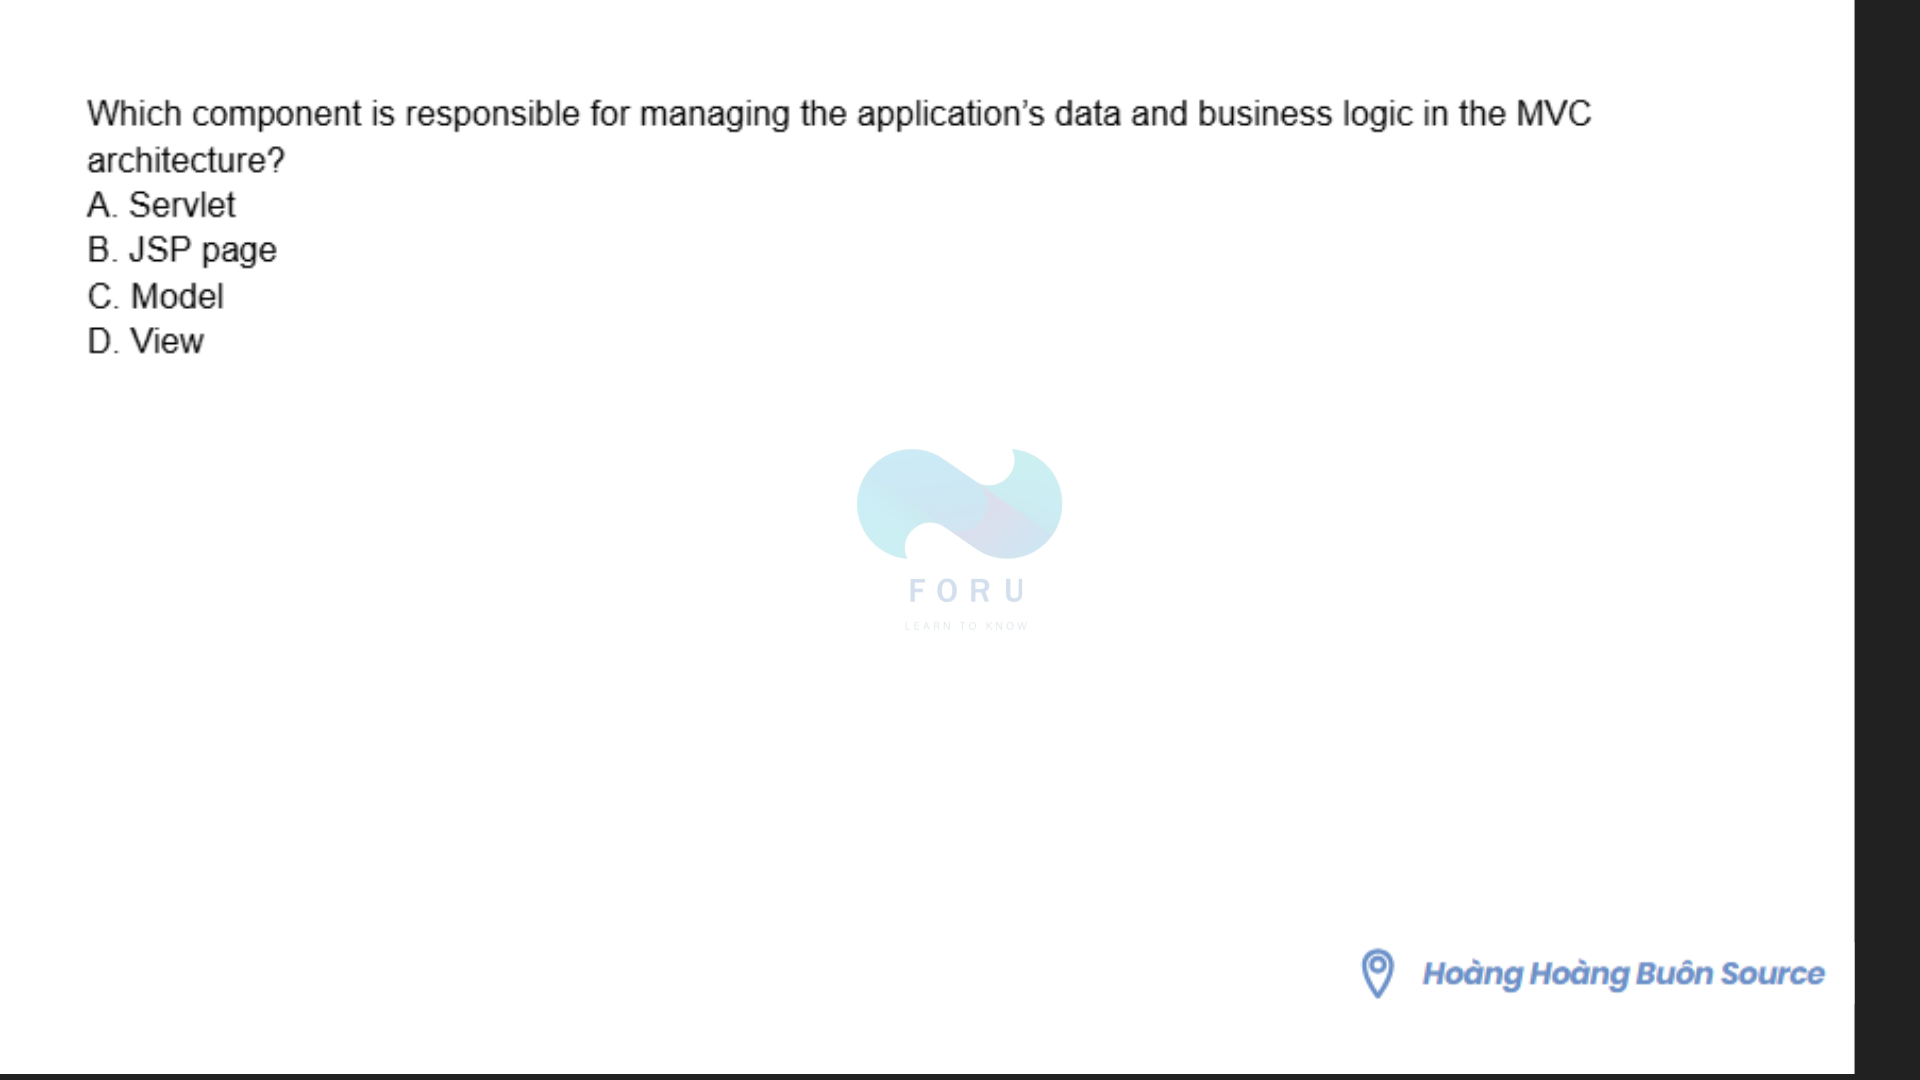 Which component is responsible for managing the application’s data and business logic in the MVC
architecture?
A. Servlet
B. JSP page
C. Model
D. View
FORU
LEARN TO KNOW
Hoàng Hoàng Buôn Source